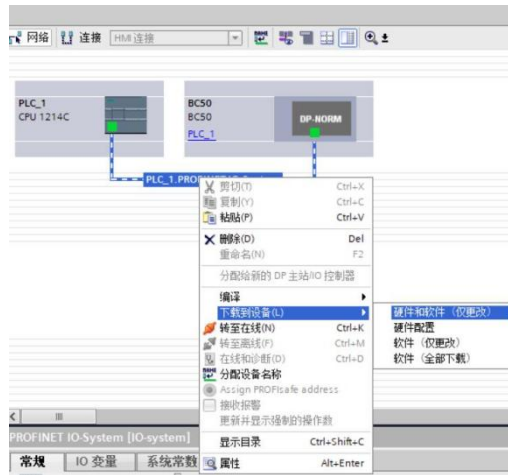 网络 连接 HMI 连接
PLC_1
CPU 1214C
BC50
BC50
PLC_1
DP-NORM
剪切(T) Ctrl+X
复制(Y) Ctrl+C
粘贴(P) Ctrl+V
删除(D) Del
重命名(N) F2
分配给新的 DP 主站/IO 控制器
编译
下载到设备(L)
转至在线(N) Ctrl+K
转至离线(F) Ctrl+M
在线和诊断(D) Ctrl+D
分配设备名称
Assign PROFIsafe address
接收报警
更新并显示强制的操作数
显示目录 Ctrl+Shift+C
属性 Alt+Enter
硬件和软件（仅更改）
硬件配置
软件（仅更改）
软件（全部下载）
PROFINET IO-System [IO-system]
常规 IO 变量 系统常数